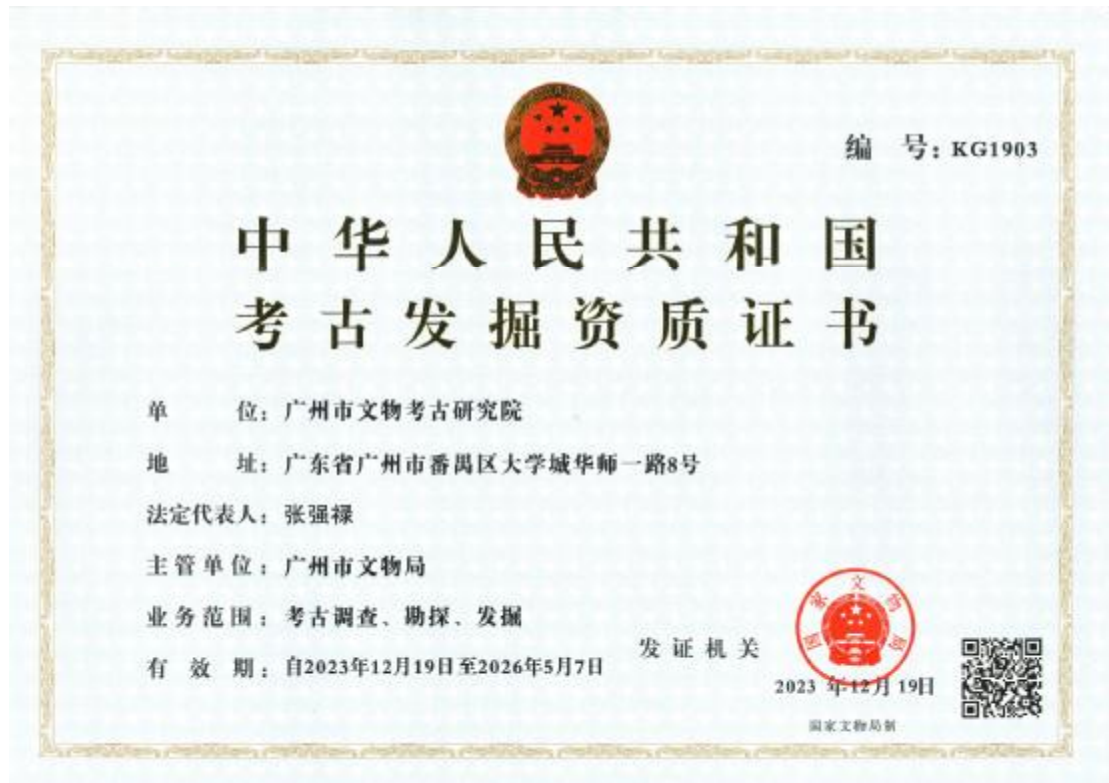 编 号：KG1903
中华人民共和国
考古发掘资质证书
单 位：广州市文物考古研究院
地 址：广东省广州市番禺区大学城华师一路8号
法定代表人：张强禄
主管单位：广州市文物局
业务范围：考古调查、勘探、发掘
有 效 期：自2023年12月19日至2026年5月7日
发证机关
国家文物局
2023 年12月 19日
国家文物局制